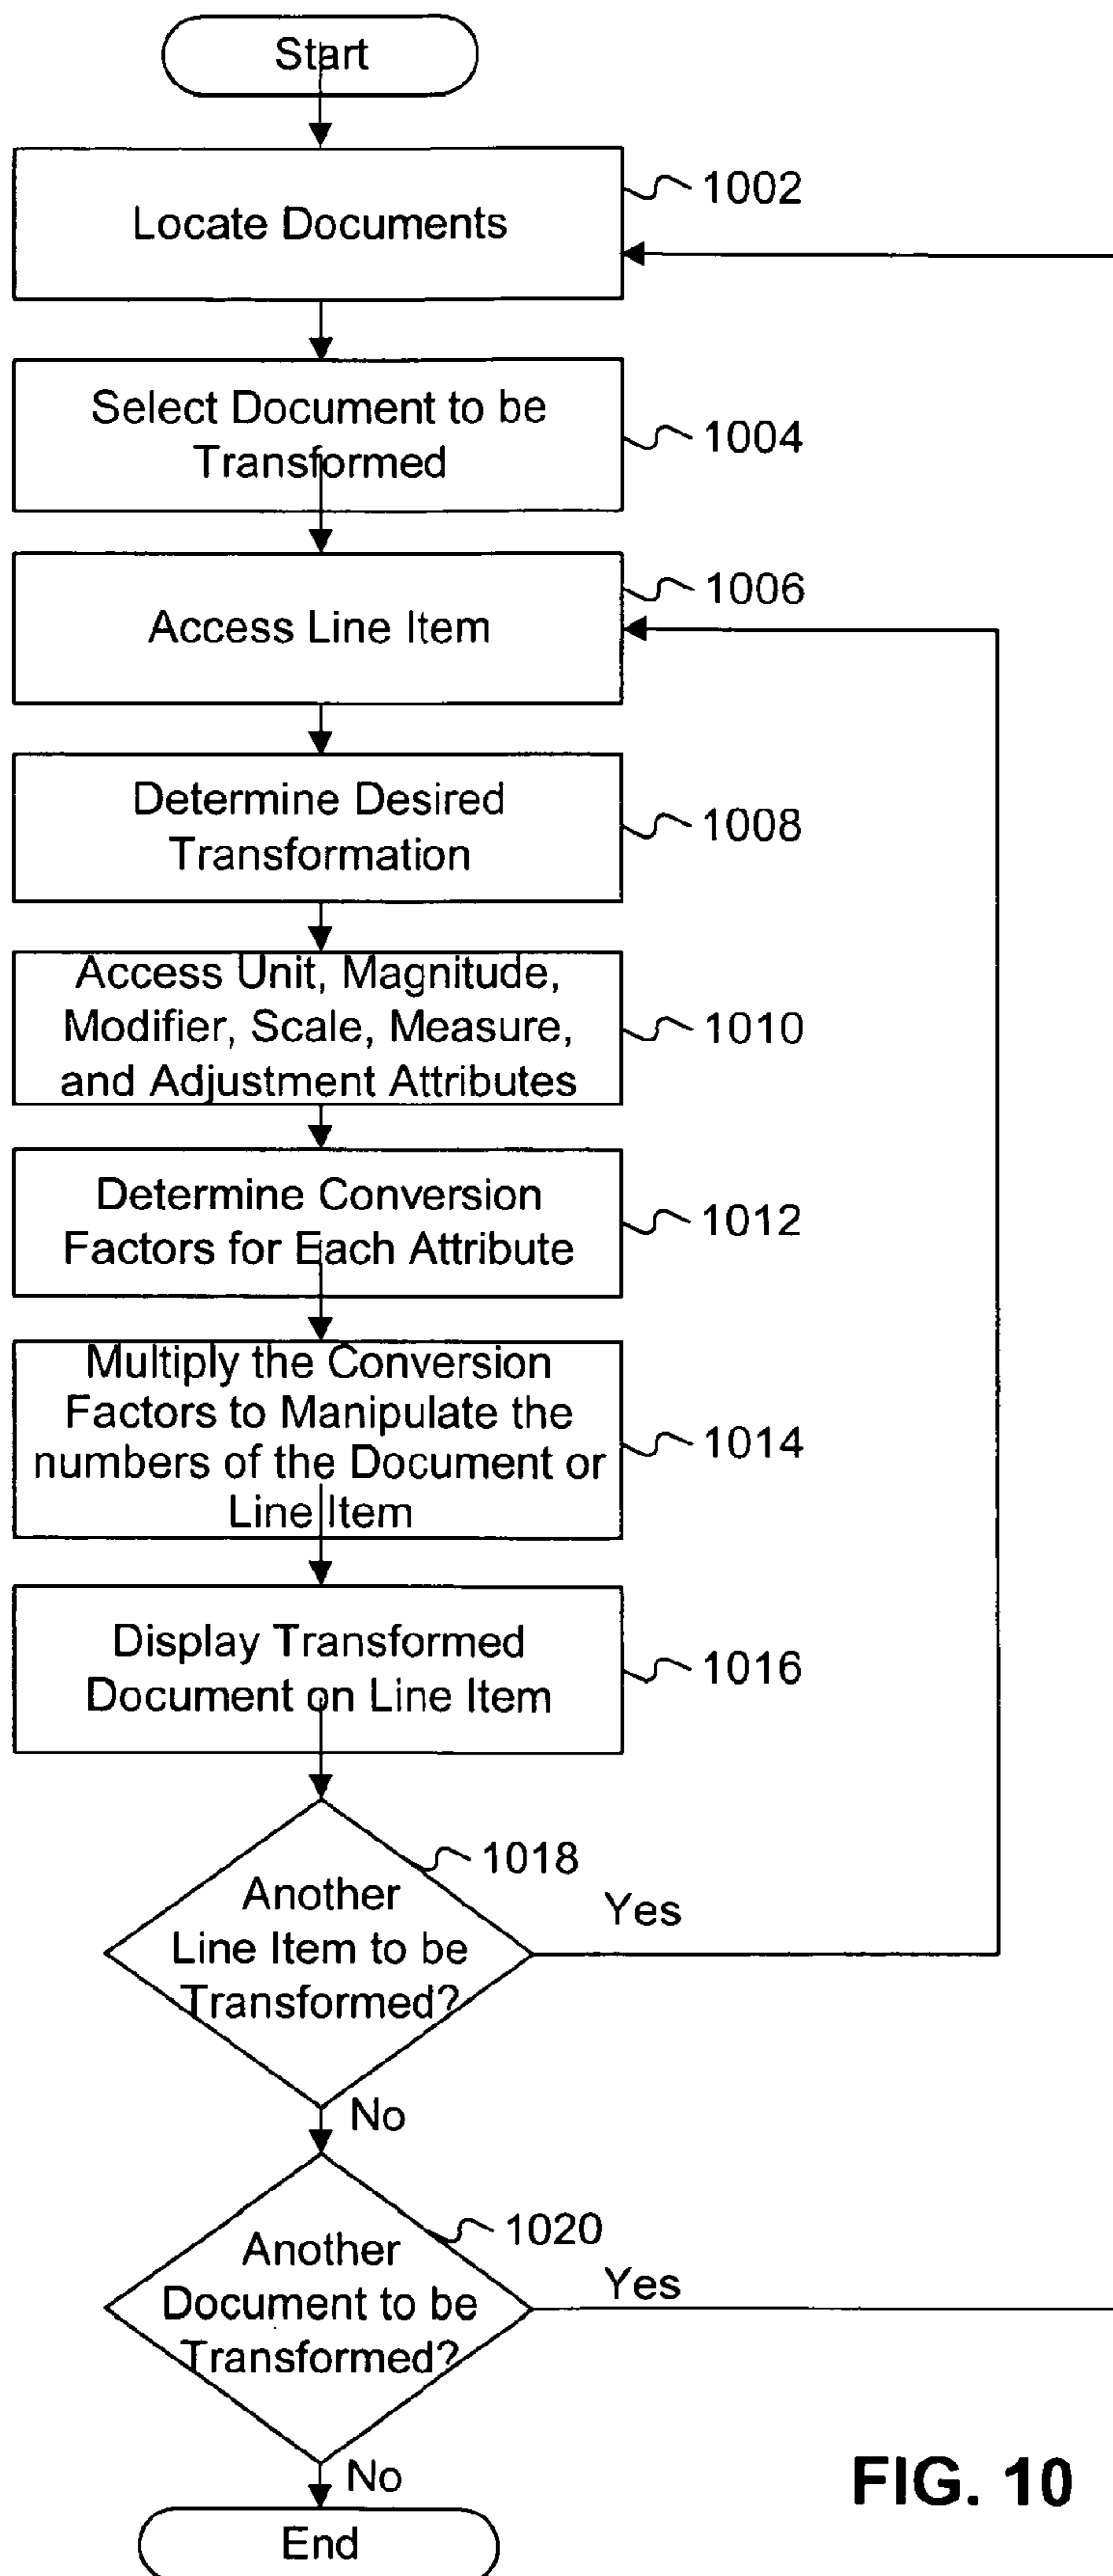 Start
Locate Documents
1002
Select Document to be
Transformed
1004
Access Line Item
1006
Determine Desired
Transformation
1008
Access Unit, Magnitude,
Modifier, Scale, Measure,
and Adjustment Attributes
1010
Determine Conversion
Factors for Each Attribute
1012
Multiply the Conversion
Factors to Manipulate the
numbers of the Document or
Line Item
1014
Display Transformed
Document on Line Item
1016
Another
Line Item to be
Transformed?
1018
Yes
No
Another
Document to be
Transformed?
1020
Yes
No
End
FIG. 10